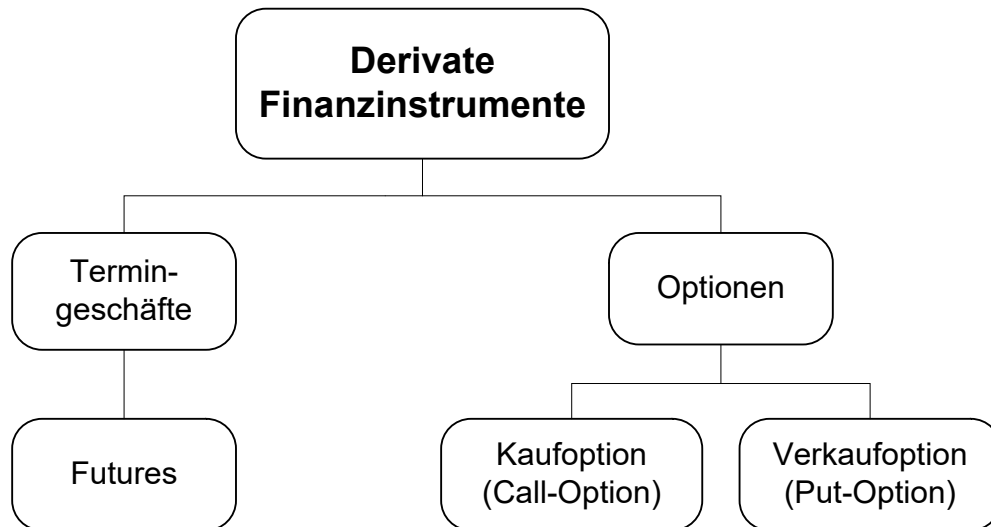 Derivate
Finanzinstrumente
Termin-
geschäfte
Optionen
Futures
Kaufoption
(Call-Option)
Verkaufoption
(Put-Option)